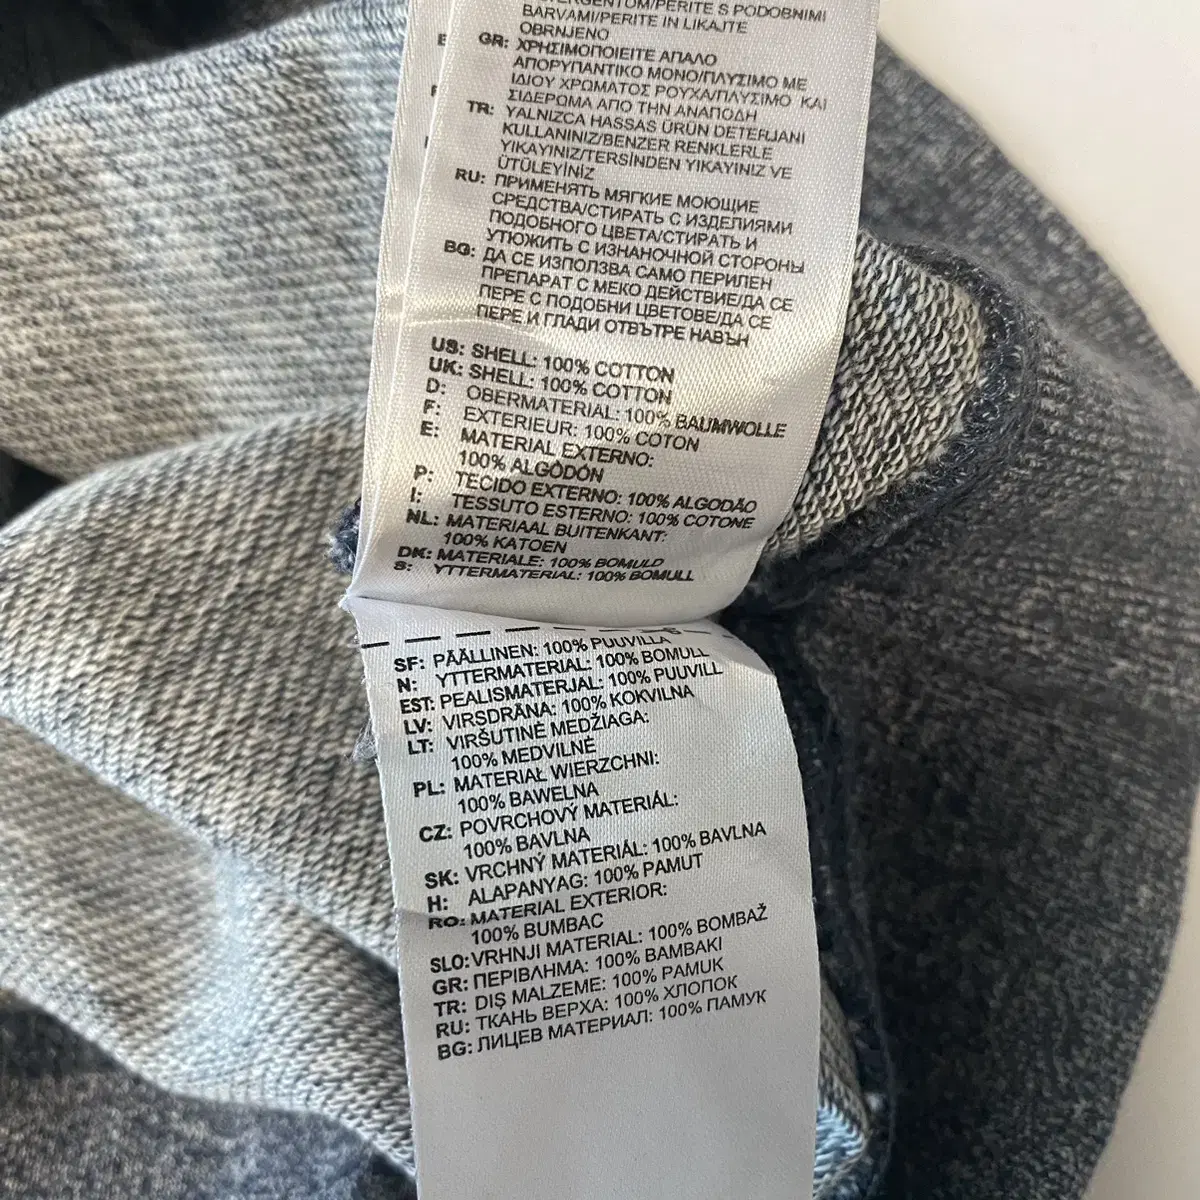 DETERGENTOM/PERITE S PODOBNIMI
BARVAMI/PERITE IN LIKAJTE
OBRNJENO
GR: ΧΡΗΣΙΜΟΠΟΙΕΙΤΕ ΑΠΑΛΟ
ΑΠΟΡΥΠΑΝΤΙΚΟ ΜΟΝΟ/ΠΛΥΣΙΜΟ ΜΕ
ΙΔΙΟΥ ΧΡΩΜΑΤΟΣ ΡΟΥΧΑ/ΠΛΥΣΙΜΟ ΚΑΙ
ΣΙΔΕΡΩΜΑ ΑΠΟ ΤΗΝ ΑΝΑΠΟΔΗ
TR: YALNIZCA HASSAS ÜRÜN DETERJANI
KULLANINIZ/BENZER RENKLERLE
YIKAYINIZ/TERSİNDEN YIKAYINIZ VE
ÜTÜLEYİNİZ
RU: ПРИМЕНЯТЬ МЯГКИЕ МОЮЩИЕ
СРЕДСТВА/СТИРАТЬ С ИЗДЕЛИЯМИ
ПОДОБНОГО ЦВЕТА/СТИРАТЬ И
УТЮЖИТЬ С ИЗНАНОЧНОЙ СТОРОНЫ
BG: ДА СЕ ИЗПОЛЗВА САМО ПЕРИЛЕН
ПРЕПАРАТ С МЕКО ДЕЙСТВИЕ/ДА СЕ
ПЕРЕ С ПОДОБНИ ЦВЕТОВЕ/ДА СЕ
ПЕРЕ И ГЛАДИ ОТВЪТРЕ НАВЪН
US: SHELL: 100% COTTON
UK: SHELL: 100% COTTON
D: OBERMATERIAL: 100% BAUMWOLLE
F: EXTERIEUR: 100% COTON
E: MATERIAL EXTERNO:
100% ALGODÓN
P: TECIDO EXTERNO: 100% ALGODÃO
I: TESSUTO ESTERNO: 100% COTONE
NL: MATERIAAL BUITENKANT:
100% KATOEN
DK: MATERIALE: 100% BOMULD
S: YTTERMATERIAL: 100% BOMULL
SF: PÄÄLLINEN: 100% PUUVILLA
N: YTTERMATERIAL: 100% BOMULL
EST: PEALISMATERJAL: 100% PUUVILL
LV: VIRSDRĀNA: 100% KOKVILNA
LT: VIRŠUTINĖ MEDŽIAGA:
100% MEDVILNĖ
PL: MATERIAŁ WIERZCHNI:
100% BAWELNA
CZ: POVRCHOVÝ MATERIÁL:
100% BAVLNA
SK: VRCHNÝ MATERIÁL: 100% BAVLNA
H: ALAPANYAG: 100% PAMUT
RO: MATERIAL EXTERIOR:
100% BUMBAC
SLO: VRHNJI MATERIAL: 100% BOMBAŽ
GR: ΠΕΡΙΒΛΗΜΑ: 100% ΒΑΜΒΑΚΙ
TR: DIŞ MALZEME: 100% PAMUK
RU: ТКАНЬ ВЕРХА: 100% ХЛОПОК
BG: ЛИЦЕВ МАТЕРИАЛ: 100% ПАМУК